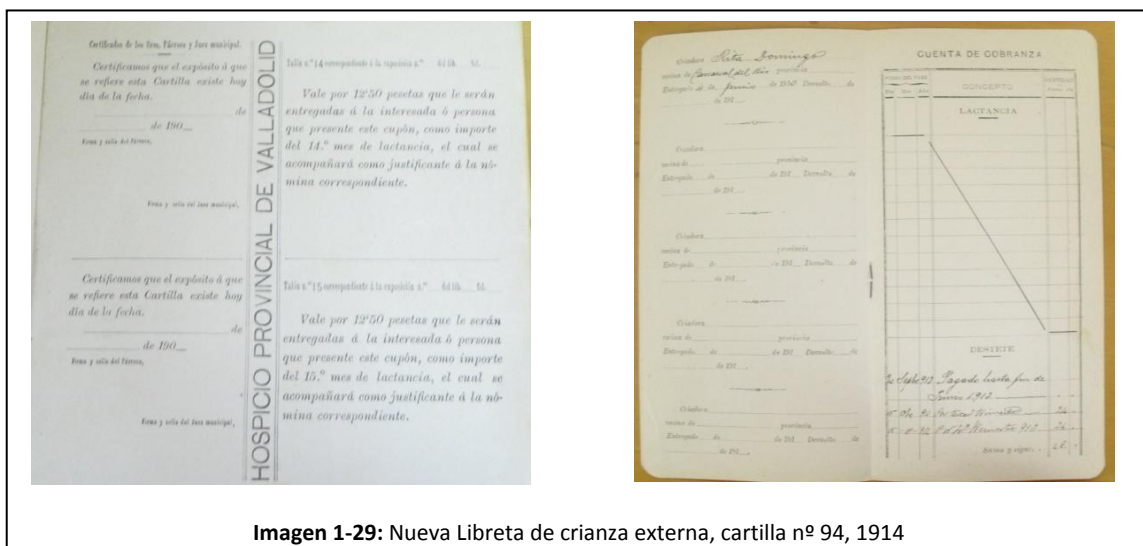 Certificados de los Sres. Párroco y Juez municipal.
Certificamos que el expósito á que
se refiere esta Cartilla existe hoy
día de la fecha.
de
de 190
Firma y sello del Párroco,
Firma y sello del Juez municipal,
Certificamos que el expósito á que
se refiere esta Cartilla existe hoy
día de la fecha.
de
de 190
Firma y sello del Párroco,
Firma y sello del Juez municipal,
HOSPICIO PROVINCIAL DE VALLADOLID
Talón n.º 14 correspondiente á la expósita n.º del lib. fol.
Vale por 12'50 pesetas que le serán
entregadas á la interesada ó persona
que presente este cupón, como importe
del 14.º mes de lactancia, el cual se
acompañará como justificante á la nó-
mina correspondiente.
Talón n.º 15 correspondiente á la expósita n.º del lib. fol.
Vale por 12'50 pesetas que le serán
entregadas á la interesada ó persona
que presente este cupón, como importe
del 15.º mes de lactancia, el cual se
acompañará como justificante á la nó-
mina correspondiente.
Criadora Rita Domingo
vecina de provincia
Entregado de Junio de Devuelto de
de 191
Criadora
vecina de provincia
Entregado de de 191 Devuelto de
de 191
Criadora
vecina de provincia
Entregado de de 191 Devuelto de
de 191
Criadora
vecina de provincia
Entregado de de 191 Devuelto de
de 191
Criadora
vecina de provincia
Entregado de de 191 Devuelto de
de 191
CUENTA DE COBRANZA
CONCEPTO
LACTANCIA
DESTETE
Pagado hasta fin de
Junio
Suma y sigue
Imagen 1-29: Nueva Libreta de crianza externa, cartilla nº 94, 1914